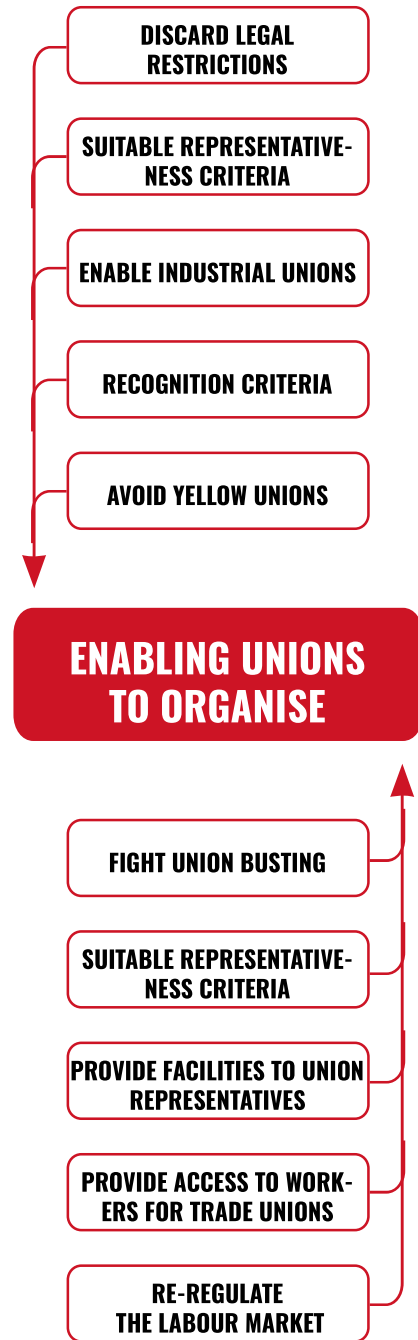 DISCARD LEGAL
RESTRICTIONS
SUITABLE REPRESENTATIVE-
NESS CRITERIA
ENABLE INDUSTRIAL UNIONS
RECOGNITION CRITERIA
AVOID YELLOW UNIONS
ENABLING UNIONS
TO ORGANISE
FIGHT UNION BUSTING
SUITABLE REPRESENTATIVE-
NESS CRITERIA
PROVIDE FACILITIES TO UNION
REPRESENTATIVES
PROVIDE ACCESS TO WORK-
ERS FOR TRADE UNIONS
RE-REGULATE
THE LABOUR MARKET